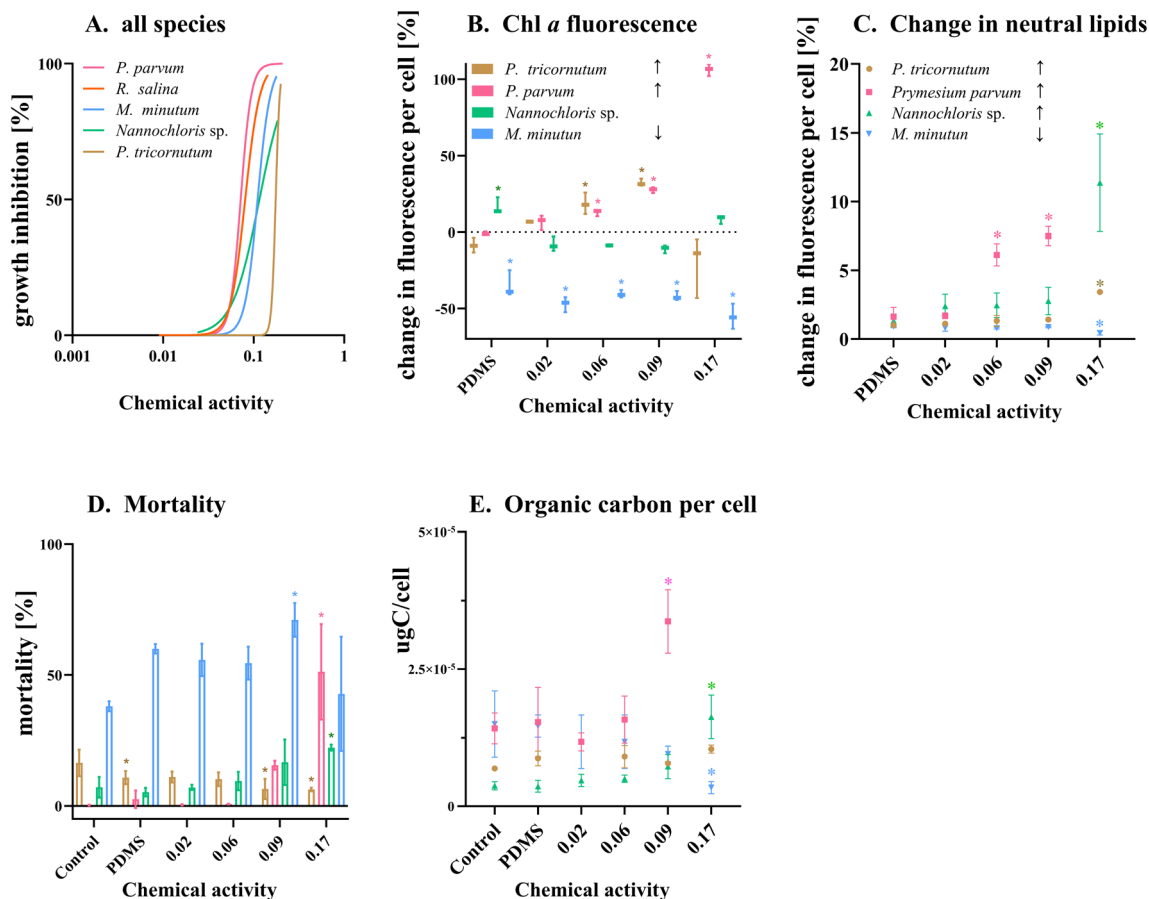 A. all species
growth inhibition [%]
100
50
0
P. parvum
R. salina
M. minutum
Nannochloris sp.
P. tricornutum
0.001
0.01
0.1
1
Chemical activity
B. Chl a fluorescence
change in fluorescence per cell [%]
100
50
0
-50
P. tricornutum ↑
P. parvum ↑
Nannochloris sp.
M. minutun ↓
*
*
*
*
*
*
*
*
*
*
*
PDMS
0.02
0.06
0.09
0.17
Chemical activity
C. Change in neutral lipids
change in fluorescence per cell [%]
20
15
10
5
0
P. tricornutum ↑
Prymesium parvum ↑
Nannochloris sp. ↑
M. minutun ↓
*
*
*
*
*
PDMS
0.02
0.06
0.09
0.17
Chemical activity
D. Mortality
mortality [%]
100
50
0
*
*
*
*
*
*
Control
PDMS
0.02
0.06
0.09
0.17
Chemical activity
E. Organic carbon per cell
ugC/cell
5×10⁻⁵
2.5×10⁻⁵
0
*
*
*
Control
PDMS
0.02
0.06
0.09
0.17
Chemical activity